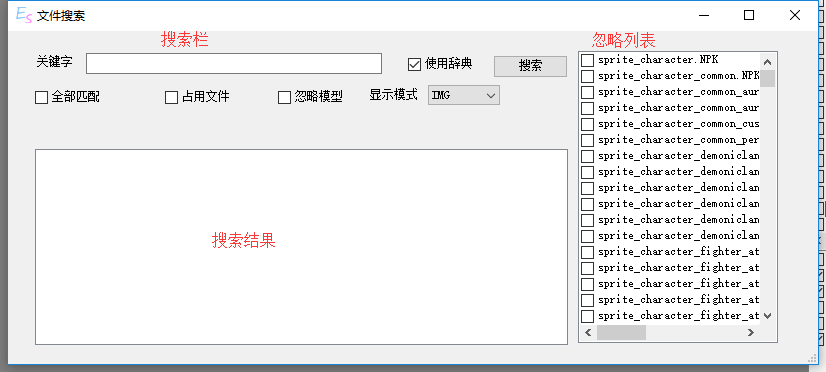 ES 文件搜索
搜索栏
忽略列表
关键字
使用辞典
搜索
全部匹配
占用文件
忽略模型
显示模式
IMG
搜索结果
sprite_character.NPK
sprite_character_common.NPK
sprite_character_common_aur
sprite_character_common_aur
sprite_character_common_cus
sprite_character_common_per
sprite_character_demoniclan
sprite_character_demoniclan
sprite_character_demoniclan
sprite_character_demoniclan
sprite_character_demoniclan
sprite_character_demoniclan
sprite_character_fighter_at
sprite_character_fighter_at
sprite_character_fighter_at
sprite_character_fighter_at
sprite_character_fighter_at